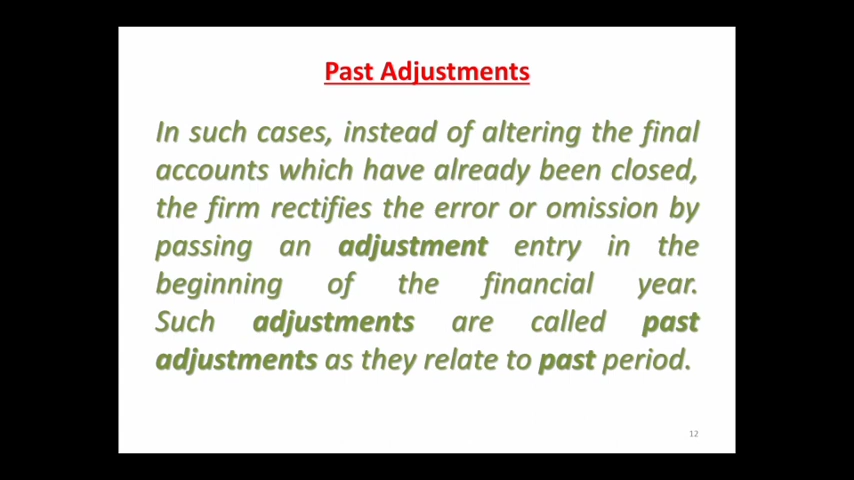 Past Adjustments
In such cases, instead of altering the final
accounts which have already been closed,
the firm rectifies the error or omission by
passing an adjustment entry in the
beginning of the financial year.
Such adjustments are called past
adjustments as they relate to past period.
12